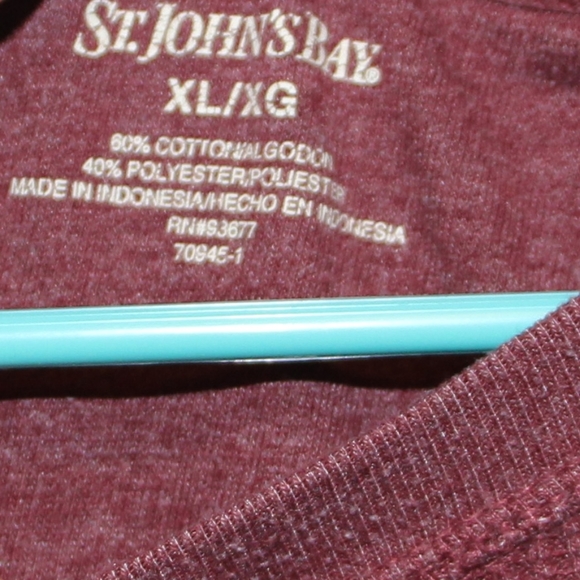 ST. JOHN'S BAY®
XL/XG
60% COTTON/ALGODON
40% POLYESTER/POLIESTER
MADE IN INDONESIA/HECHO EN INDONESIA
RN#93677
70945-1